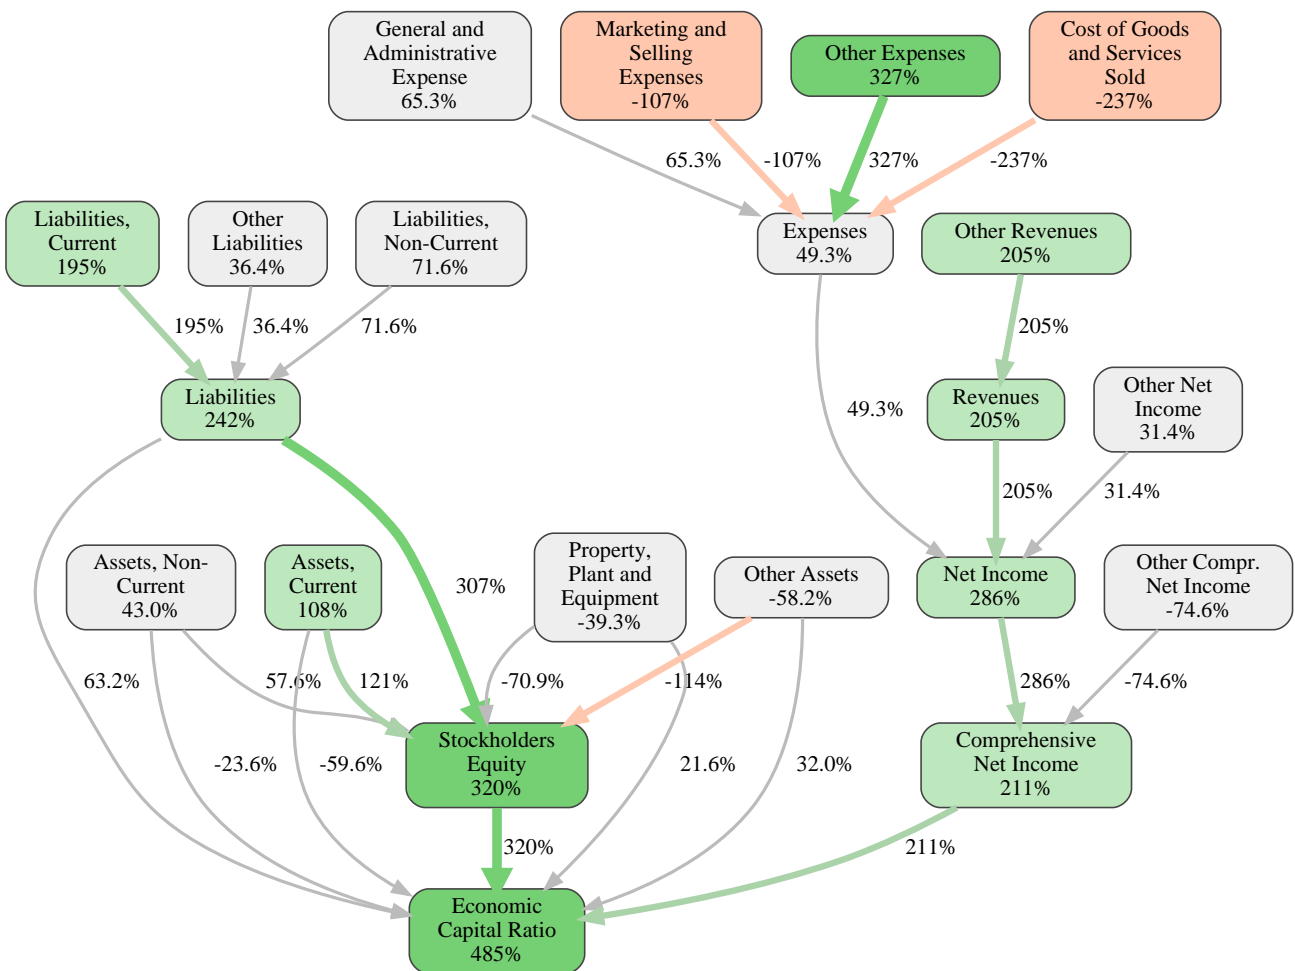 General and
Administrative
Expense
65.3%
Marketing and
Selling
Expenses
-107%
Other Expenses
327%
Cost of Goods
and Services
Sold
-237%
65.3%
-107%
327%
-237%
Liabilities,
Current
195%
Other
Liabilities
36.4%
Liabilities,
Non-Current
71.6%
Expenses
49.3%
Other Revenues
205%
195%
36.4%
71.6%
205%
Liabilities
242%
49.3%
Revenues
205%
Other Net
Income
31.4%
205%
31.4%
Assets, Non-
Current
43.0%
Assets,
Current
108%
307%
Property,
Plant and
Equipment
-39.3%
Other Assets
-58.2%
Net Income
286%
Other Compr.
Net Income
-74.6%
63.2%
57.6%
121%
-70.9%
-114%
286%
-74.6%
-23.6%
-59.6%
Stockholders
Equity
320%
21.6%
32.0%
Comprehensive
Net Income
211%
320%
211%
Economic
Capital Ratio
485%